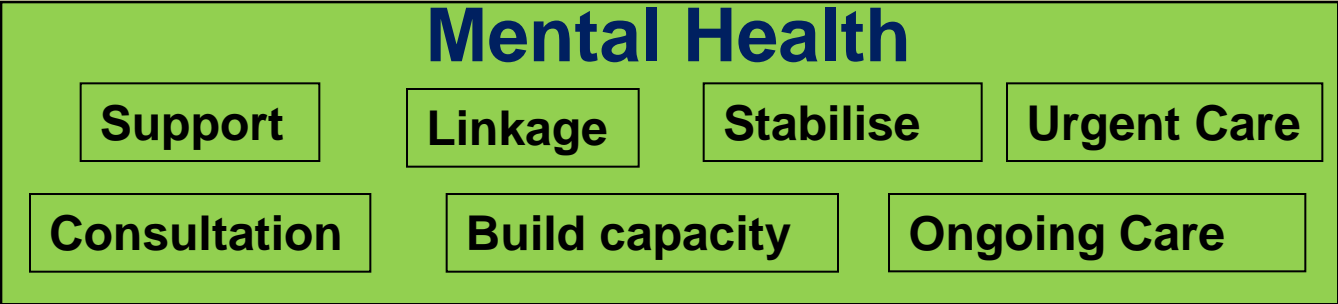 Mental Health
Support
Linkage
Stabilise
Urgent Care
Consultation
Build capacity
Ongoing Care